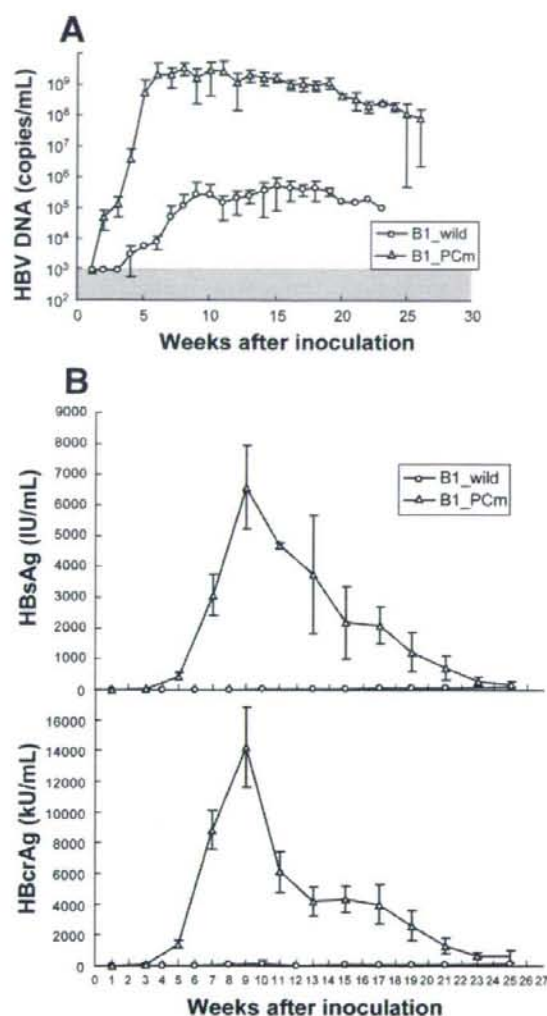 A
HBV DNA (copies/mL)
10⁹
10⁸
10⁷
10⁶
10⁵
10⁴
10³
10²
B1_wild
B1_PCm
0 5 10 15 20 25 30
Weeks after inoculation
B
HBsAg (IU/mL)
9000
8000
7000
6000
5000
4000
3000
2000
1000
0
B1_wild
B1_PCm
HBcrAg (kU/mL)
14000
12000
10000
8000
6000
4000
2000
0
0 1 2 3 4 5 6 7 8 9 10 11 12 13 14 15 16 17 18 19 20 21 22 23 24 25 26 27
Weeks after inoculation